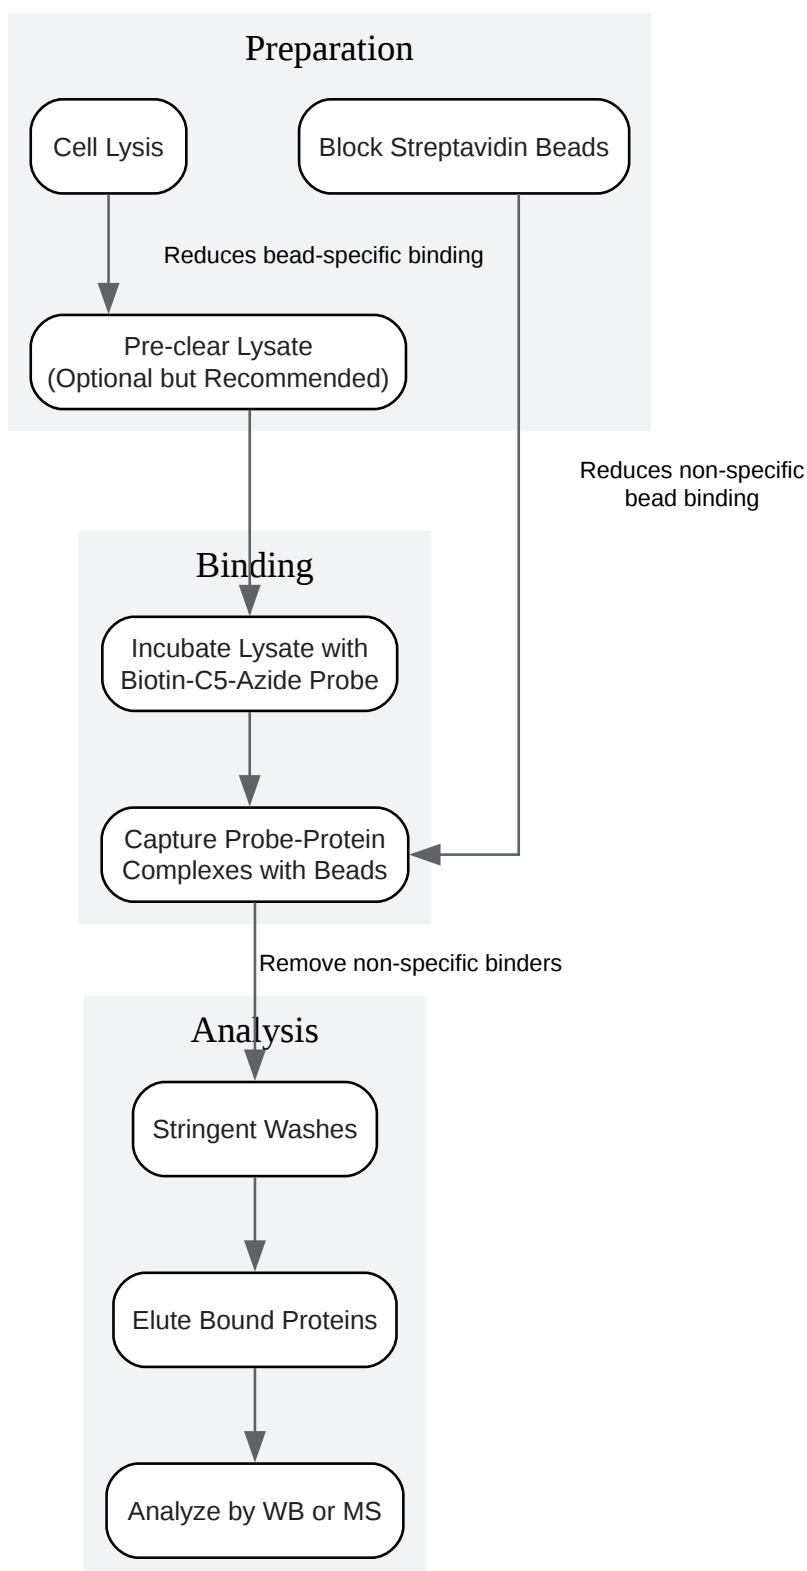 Preparation
Cell Lysis
Block Streptavidin Beads
Reduces bead-specific binding
Pre-clear Lysate
(Optional but Recommended)
Reduces non-specific
bead binding
Binding
Incubate Lysate with
Biotin-C5-Azide Probe
Capture Probe-Protein
Complexes with Beads
Remove non-specific binders
Analysis
Stringent Washes
Elute Bound Proteins
Analyze by WB or MS